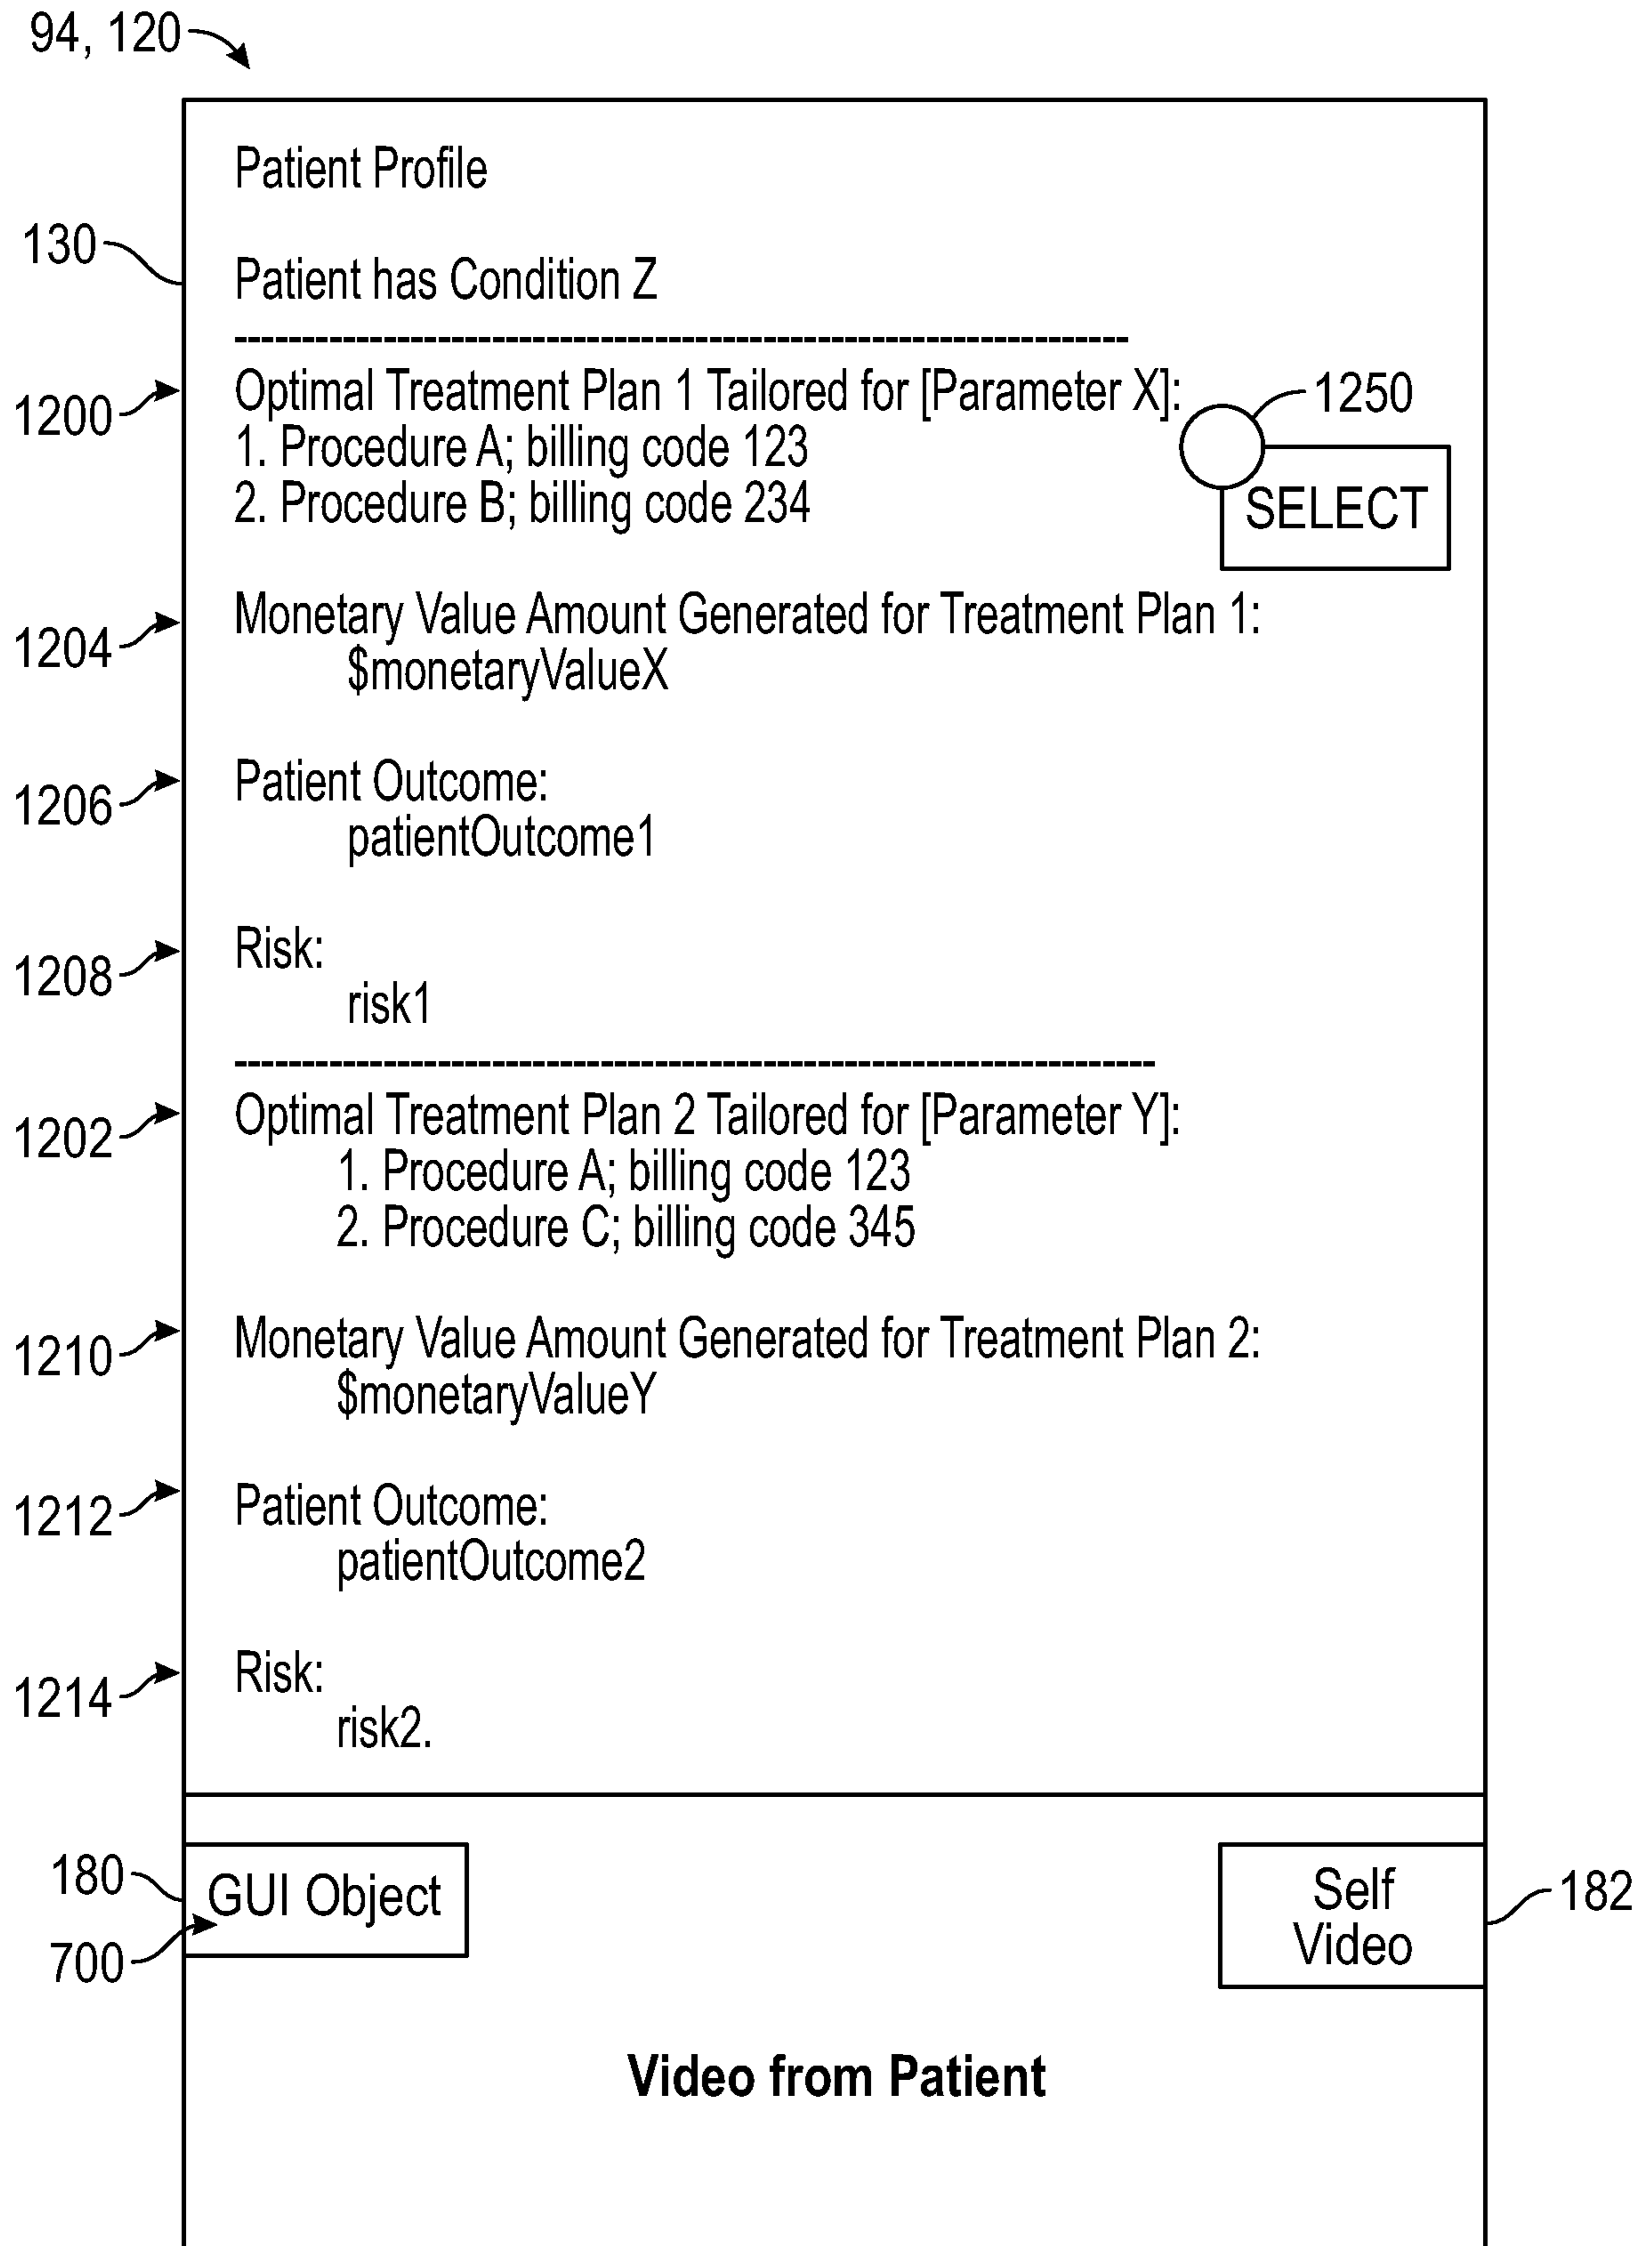 94, 120
Patient Profile
130
Patient has Condition Z
--------------------------------------------------------------------
1200
Optimal Treatment Plan 1 Tailored for [Parameter X]:
1250
1. Procedure A; billing code 123
2. Procedure B; billing code 234
SELECT
1204
Monetary Value Amount Generated for Treatment Plan 1:
$monetaryValueX
1206
Patient Outcome:
patientOutcome1
1208
Risk:
risk1
----------------------------------------------------------------------
1202
Optimal Treatment Plan 2 Tailored for [Parameter Y]:
1. Procedure A; billing code 123
2. Procedure C; billing code 345
1210
Monetary Value Amount Generated for Treatment Plan 2:
$monetaryValueY
1212
Patient Outcome:
patientOutcome2
1214
Risk:
risk2.
180
GUI Object
700
Self
Video
182
Video from Patient